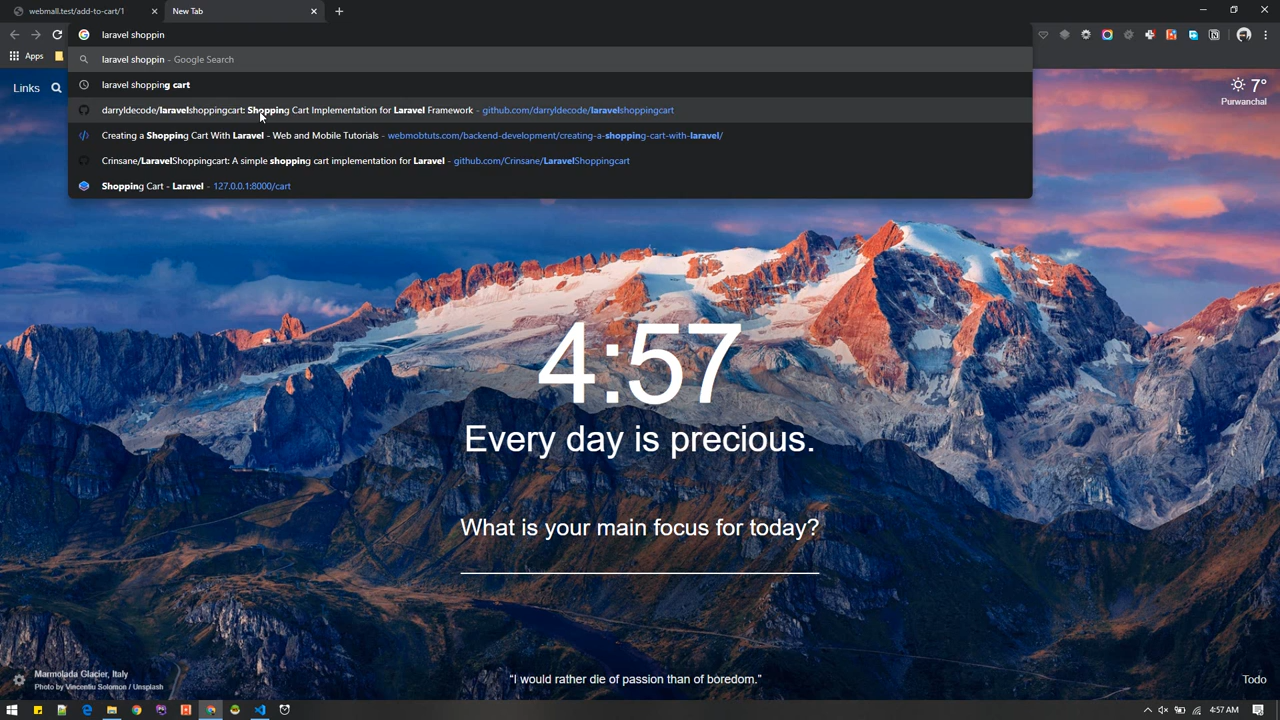 webmall.test/add-to-cart/1
New Tab
laravel shoppin
Apps
laravel shoppin - Google Search
laravel shopping cart
darryldecode/laravelshoppingcart: Shopping Cart Implementation for Laravel Framework - github.com/darryldecode/laravelshoppingcart
Creating a Shopping Cart With Laravel - Web and Mobile Tutorials - webmobtuts.com/backend-development/creating-a-shopping-cart-with-laravel/
Crinsane/LaravelShoppingcart: A simple shopping cart implementation for Laravel - github.com/Crinsane/LaravelShoppingcart
Shopping Cart - Laravel - 127.0.0.1:8000/cart
Links
7°
Purwanchal
4:57
Every day is precious.
What is your main focus for today?
Marmolada Glacier, Italy
Photo by Vincentiu Solomon / Unsplash
"I would rather die of passion than of boredom."
Todo
4:57 AM